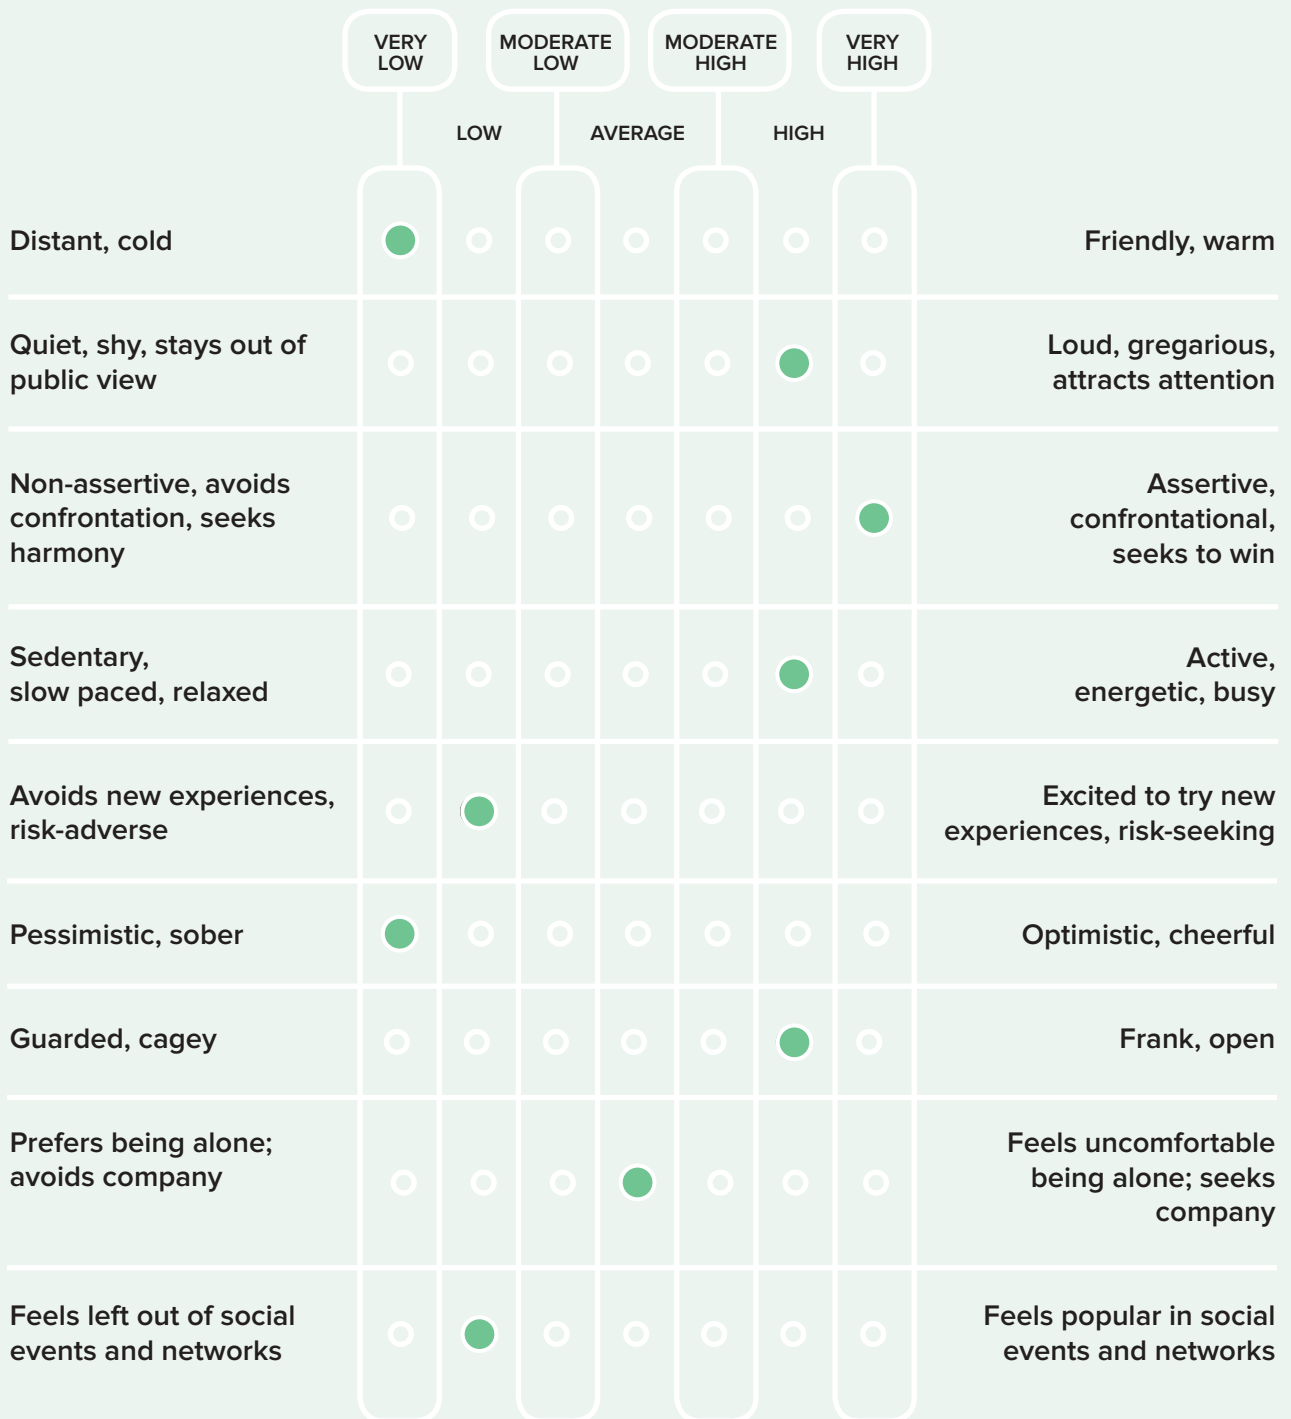 VERY
LOW
MODERATE
LOW
MODERATE
HIGH
VERY
HIGH
LOW
AVERAGE
HIGH
Distant, cold
Friendly, warm
Quiet, shy, stays out of
public view
Loud, gregarious,
attracts attention
Non-assertive, avoids
confrontation, seeks
harmony
Assertive,
confrontational,
seeks to win
Sedentary,
slow paced, relaxed
Active,
energetic, busy
Avoids new experiences,
risk-adverse
Excited to try new
experiences, risk-seeking
Pessimistic, sober
Optimistic, cheerful
Guarded, cagey
Frank, open
Prefers being alone;
avoids company
Feels uncomfortable
being alone; seeks
company
Feels left out of social
events and networks
Feels popular in social
events and networks